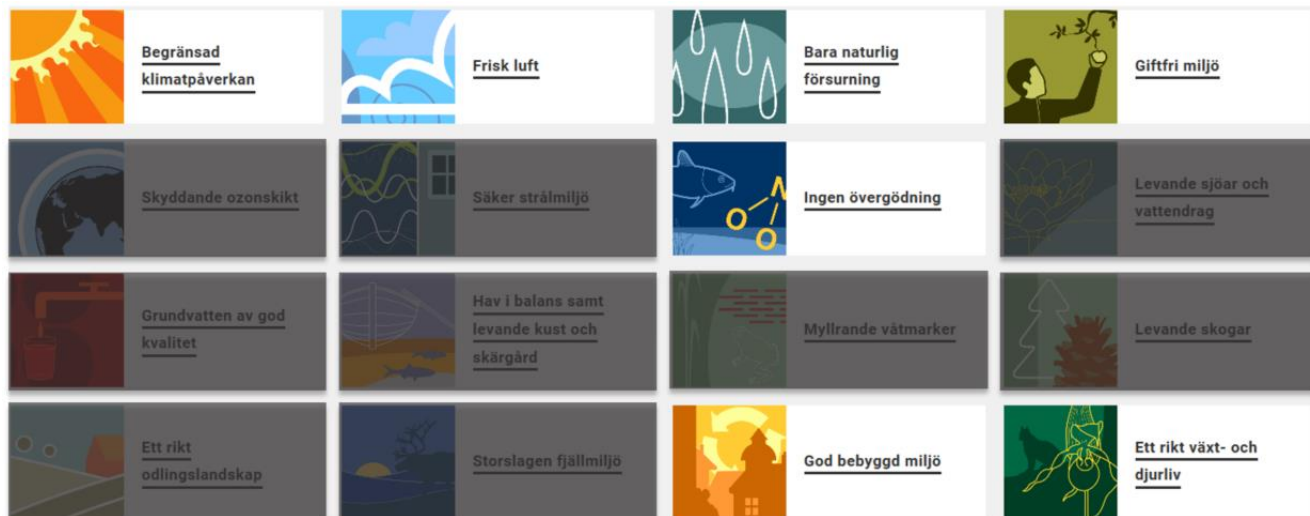 Begränsad
klimatpåverkan
Frisk luft
Bara naturlig
försurning
Giftfri miljö
Skyddande ozonskikt
Säker strålmiljö
N
O
O
Ingen övergödning
Levande sjöar och
vattendrag
Grundvatten av god
kvalitet
Hav i balans samt
levande kust och
skärgård
Myllrande våtmarker
Levande skogar
Ett rikt
odlingslandskap
Storslagen fjällmiljö
God bebyggd miljö
Ett rikt växt- och
djurliv